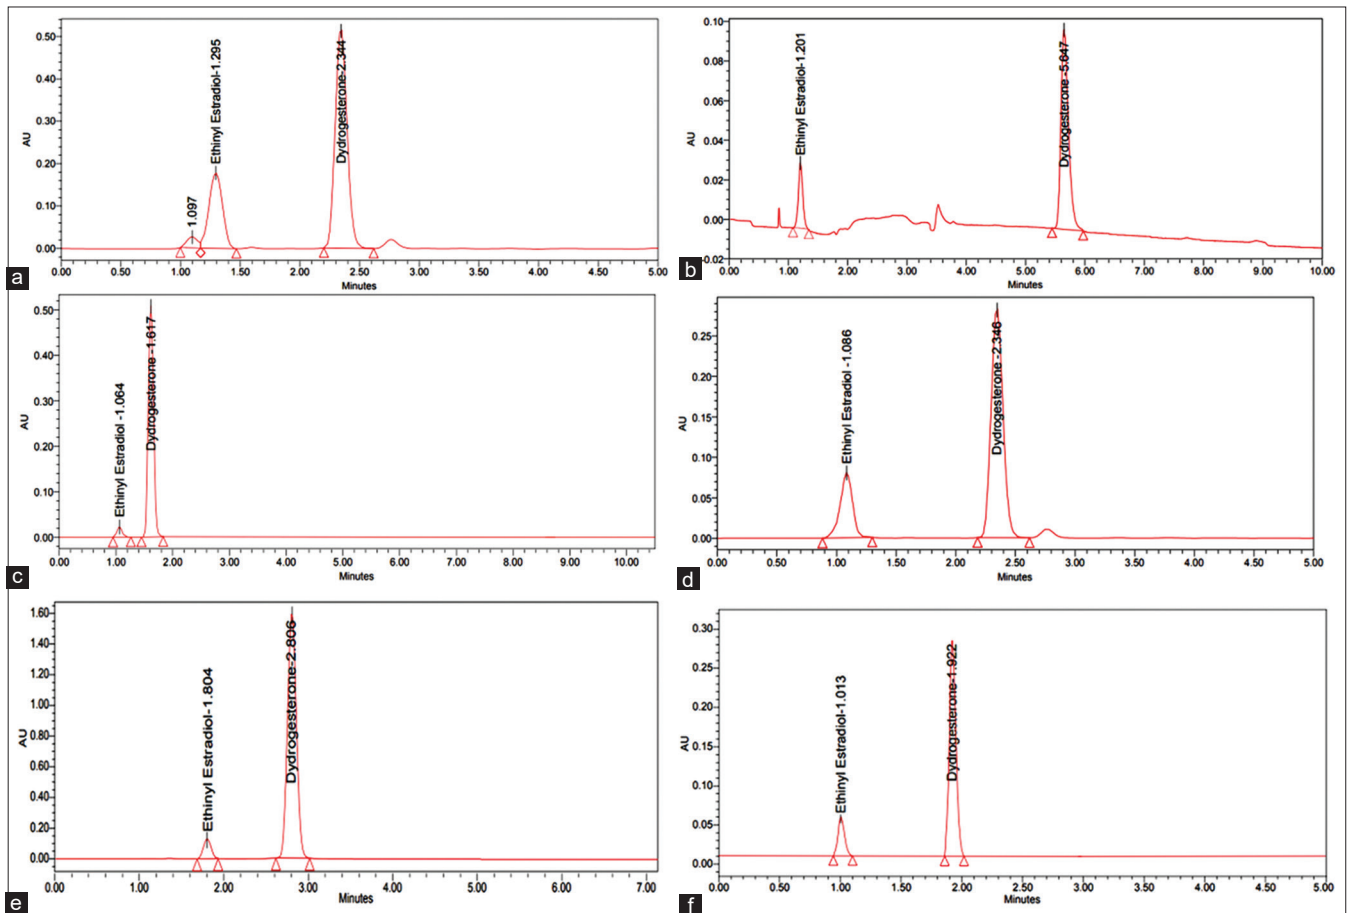 0.50
0.40
0.30
0.20
0.10
0.00
AU
1.097
Ethinyl Estradiol-1.295
Dydrogesterone-2.344
0.00 0.50 1.00 1.50 2.00 2.50 3.00 3.50 4.00 4.50 5.00
Minutes
a
0.10
0.08
0.06
0.04
0.02
0.00
-0.02
AU
Ethinyl Estradiol-1.201
Dydrogesterone -5.647
0.00 1.00 2.00 3.00 4.00 5.00 6.00 7.00 8.00 9.00 10.00
Minutes
b
0.50
0.40
0.30
0.20
0.10
0.00
AU
Ethinyl Estradiol -1.064
Dydrogesterone -1.617
0.00 1.00 2.00 3.00 4.00 5.00 6.00 7.00 8.00 9.00 10.00
Minutes
c
0.25
0.20
0.15
0.10
0.05
0.00
AU
Ethinyl Estradiol -1.086
Dydrogesterone -2.346
0.00 0.50 1.00 1.50 2.00 2.50 3.00 3.50 4.00 4.50 5.00
Minutes
d
1.60
1.40
1.20
1.00
0.80
0.60
0.40
0.20
0.00
AU
Ethinyl Estradiol-1.804
Dydrogesterone-2.806
0.00 1.00 2.00 3.00 4.00 5.00 6.00 7.00
Minutes
e
0.30
0.25
0.20
0.15
0.10
0.05
0.00
AU
Ethinyl Estradiol-1.013
Dydrogesterone-1.922
0.00 1.00 2.00 3.00 4.00 5.00
Minutes
f